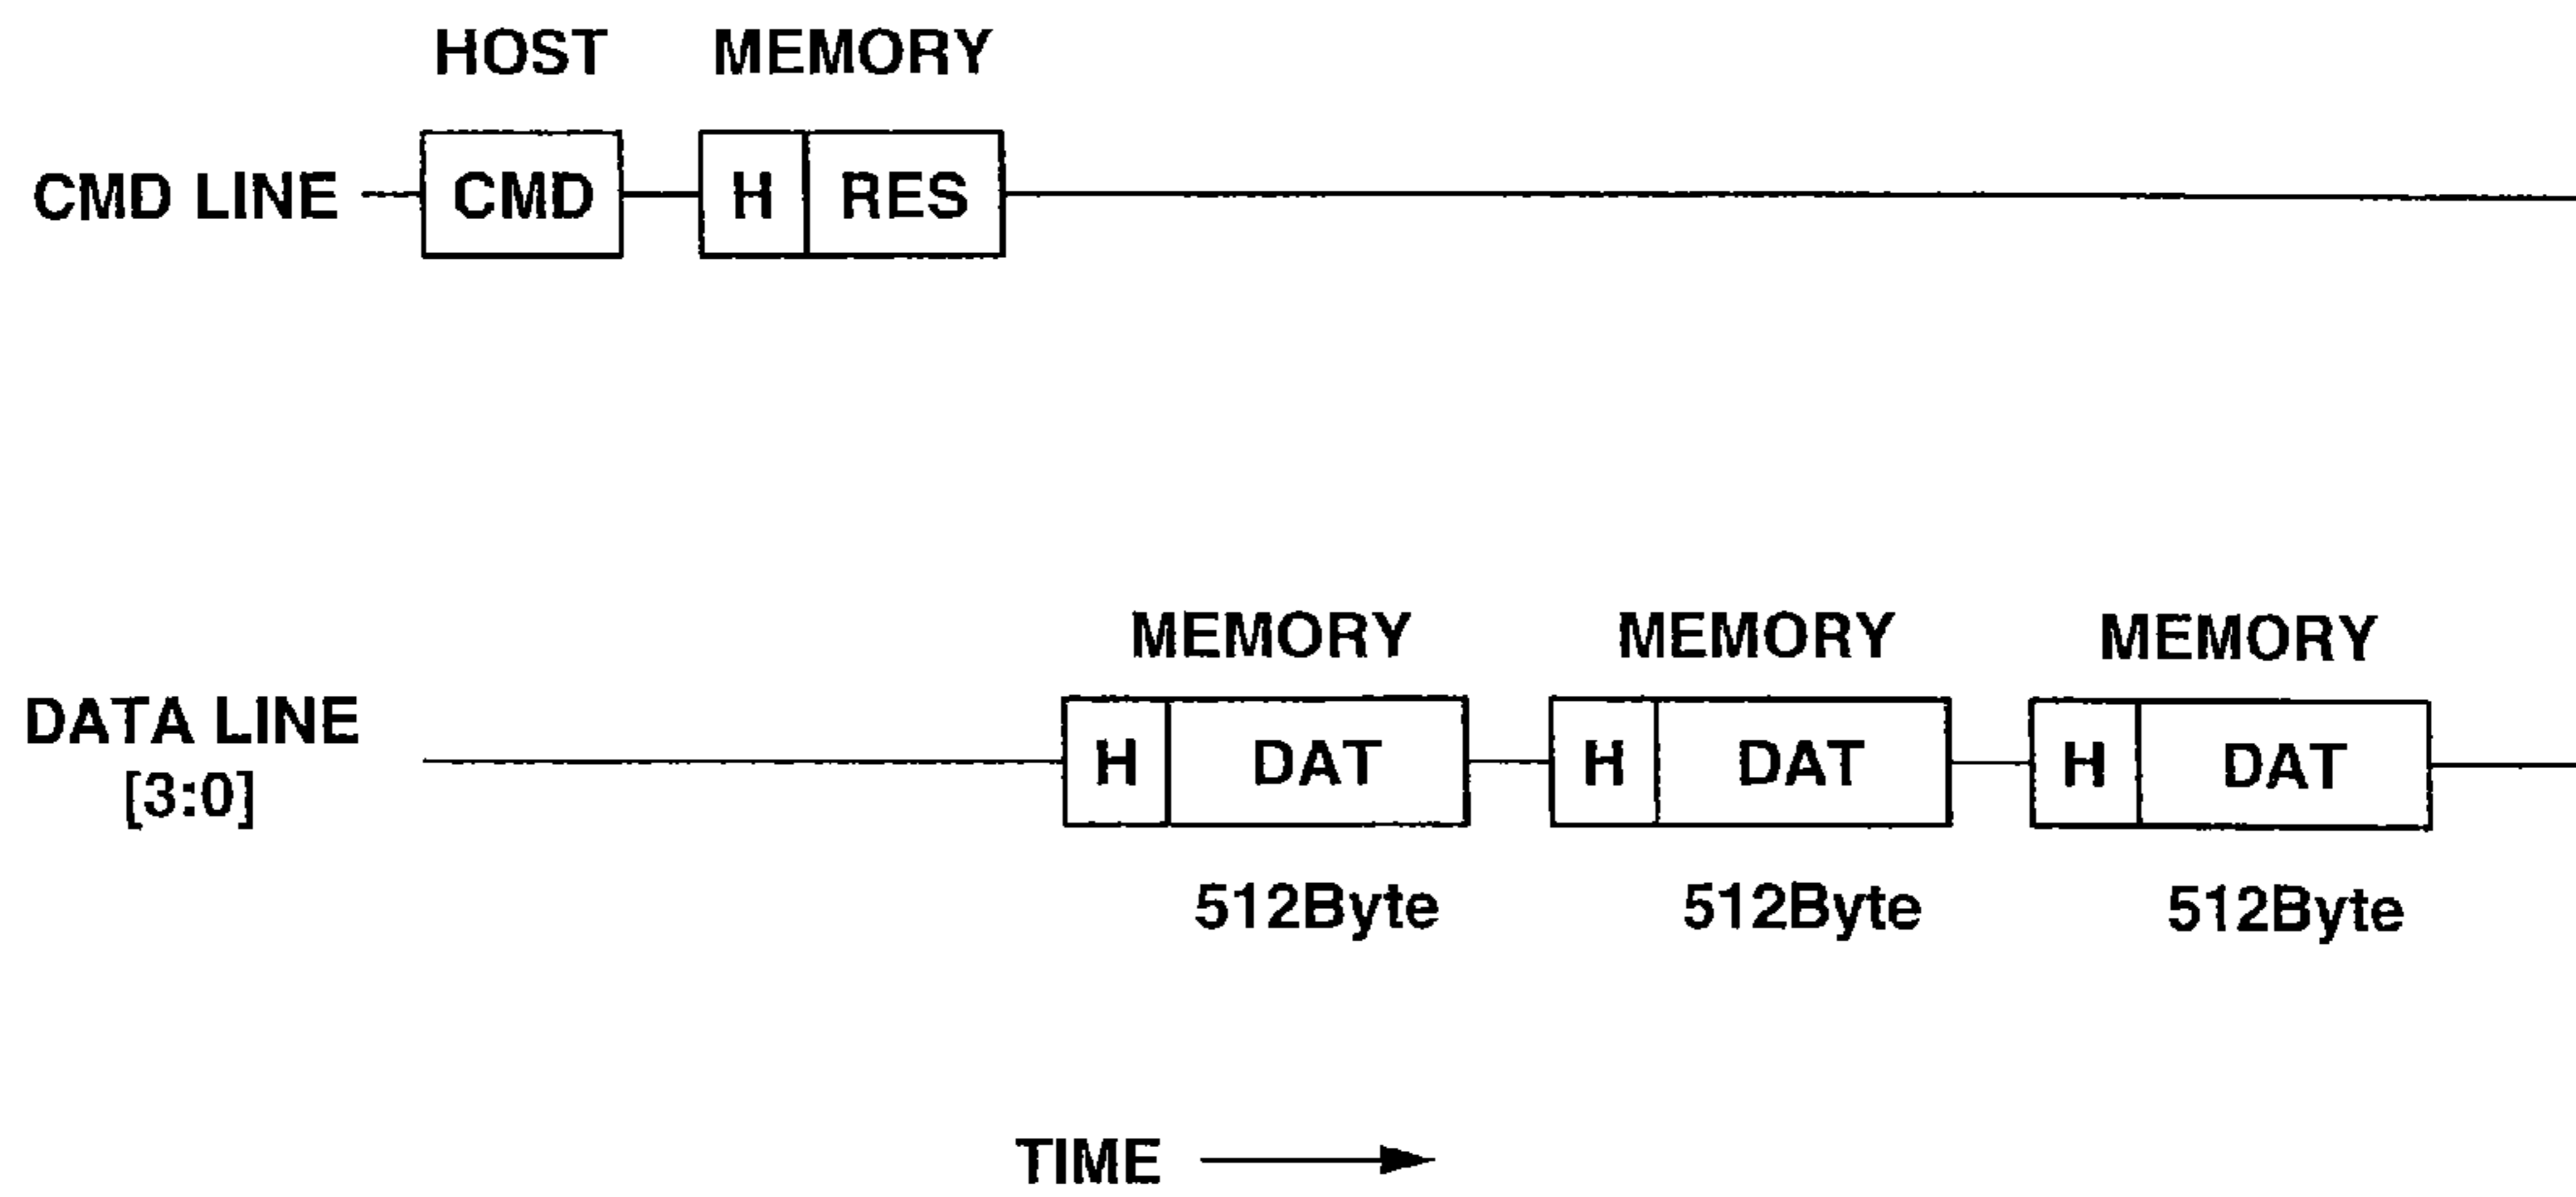 HOST MEMORY
CMD LINE CMD H RES
MEMORY MEMORY MEMORY
DATA LINE
[3:0]
H DAT H DAT H DAT
512Byte 512Byte 512Byte
TIME